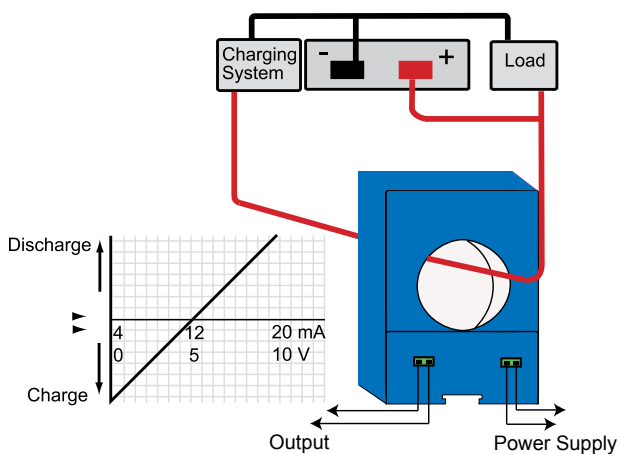 Charging
System
- +
Load
Discharge
4 12 20 mA
0 5 10 V
Charge
Output
Power Supply